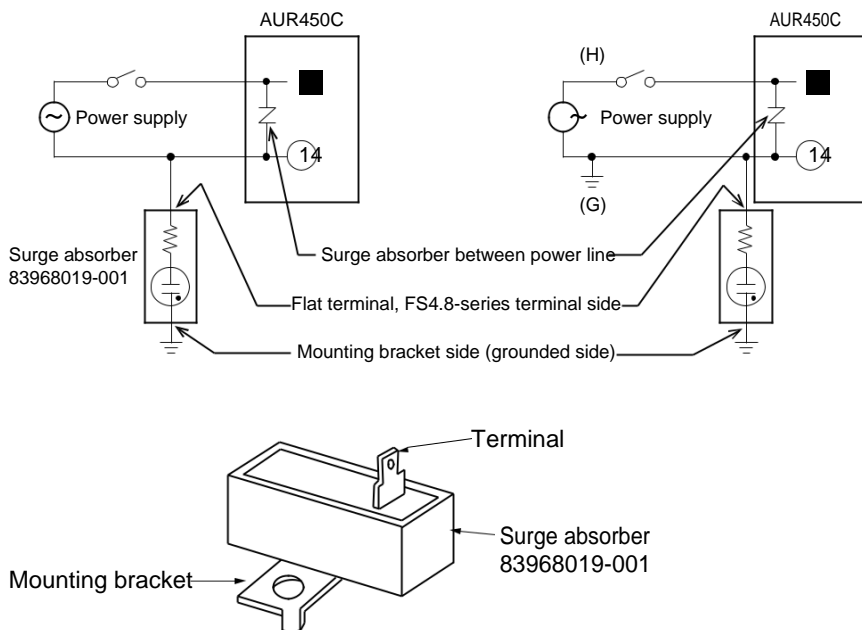 AUR450C
AUR450C
(H)
Power supply
14
Power supply
14
(G)
Surge absorber
83968019-001
Surge absorber between power line
Flat terminal, FS4.8-series terminal side
Mounting bracket side (grounded side)
Terminal
Surge absorber
83968019-001
Mounting bracket